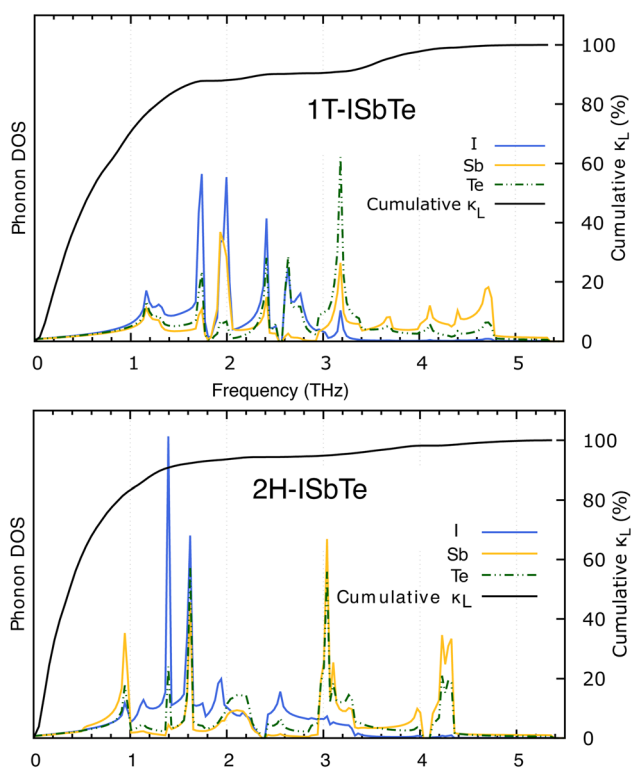 Phonon DOS
1T-ISbTe
I
Sb
Te
Cumulative κL
100
80
60
40
20
0
Cumulative κL (%)
0 1 2 3 4 5
Frequency (THz)
Phonon DOS
2H-ISbTe
I
Sb
Te
Cumulative κL
100
80
60
40
20
0
Cumulative κL (%)
0 1 2 3 4 5